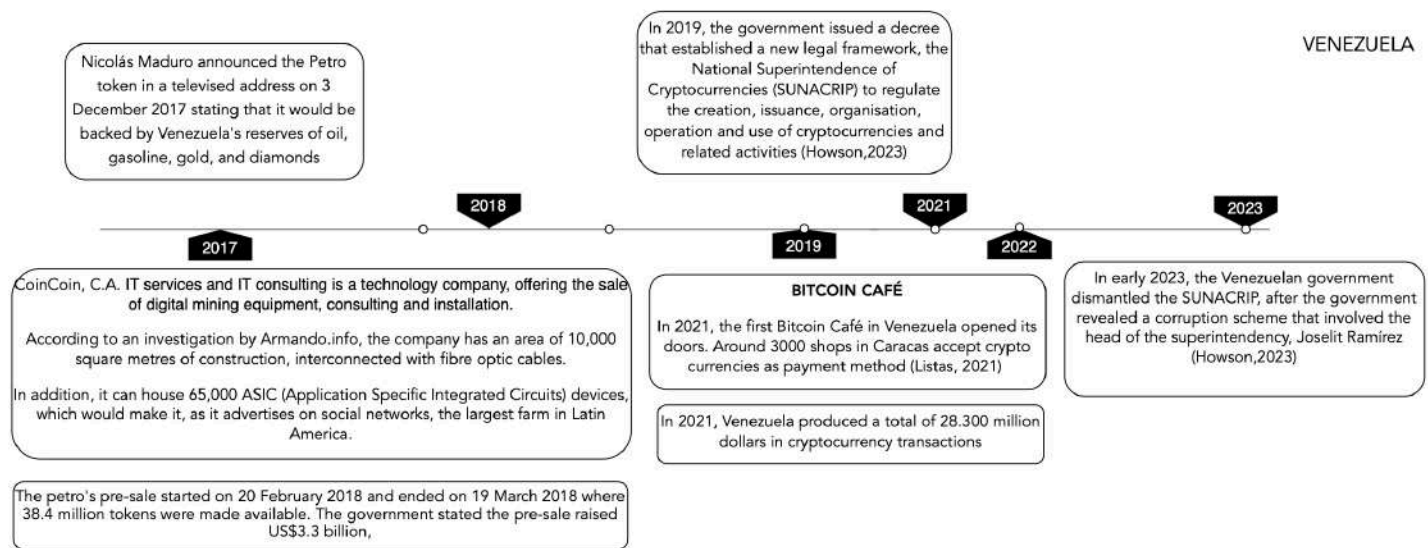 VENEZUELA
Nicolás Maduro announced the Petro
token in a televised address on 3
December 2017 stating that it would be
backed by Venezuela's reserves of oil,
gasoline, gold, and diamonds
In 2019, the government issued a decree
that established a new legal framework, the
National Superintendence of
Cryptocurrencies (SUNACRIP) to regulate
the creation, issuance, organisation,
operation and use of cryptocurrencies and
related activities (Howson,2023)
2017
2018
2019
2021
2022
2023
CoinCoin, C.A. IT services and IT consulting is a technology company, offering the sale
of digital mining equipment, consulting and installation.
According to an investigation by Armando.info, the company has an area of 10,000
square metres of construction, interconnected with fibre optic cables.
In addition, it can house 65,000 ASIC (Application Specific Integrated Circuits) devices,
which would make it, as it advertises on social networks, the largest farm in Latin
America.
The petro's pre-sale started on 20 February 2018 and ended on 19 March 2018 where
38.4 million tokens were made available. The government stated the pre-sale raised
US$3.3 billion,
BITCOIN CAFÉ
In 2021, the first Bitcoin Café in Venezuela opened its
doors. Around 3000 shops in Caracas accept crypto
currencies as payment method (Listas, 2021)
In 2021, Venezuela produced a total of 28.300 million
dollars in cryptocurrency transactions
In early 2023, the Venezuelan government
dismantled the SUNACRIP, after the government
revealed a corruption scheme that involved the
head of the superintendency, Joselit Ramírez
(Howson,2023)